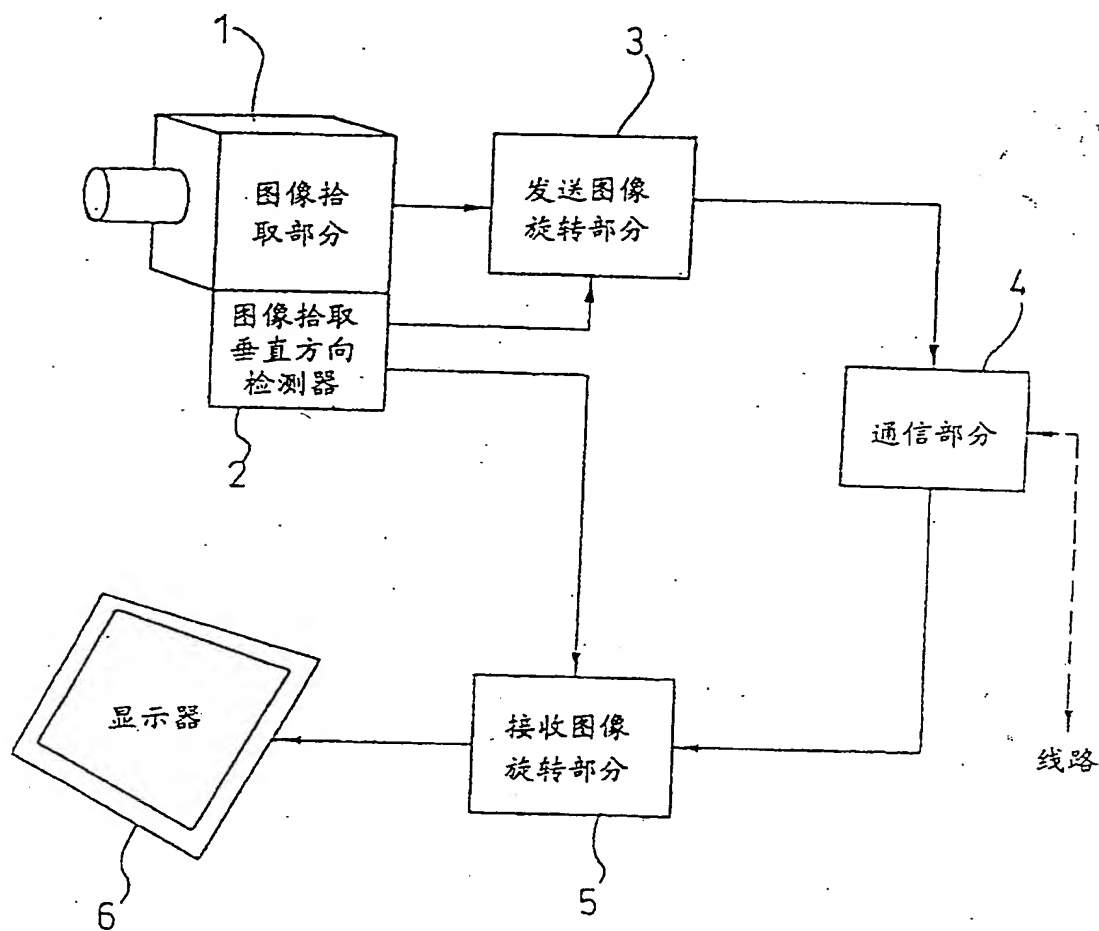 1
图像拾
取部分
图像拾取
垂直方向
检测器
2
3
发送图像
旋转部分
4
通信部分
线路
接收图像
旋转部分
5
显示器
6